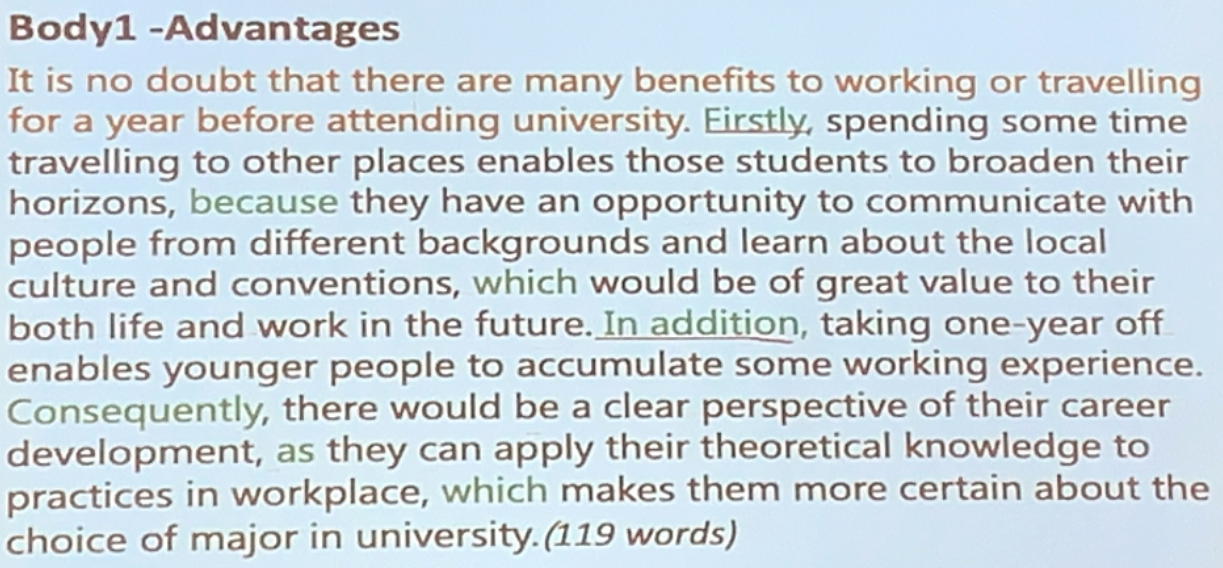 Body1 -Advantages
It is no doubt that there are many benefits to working or travelling
for a year before attending university. Firstly, spending some time
travelling to other places enables those students to broaden their
horizons, because they have an opportunity to communicate with
people from different backgrounds and learn about the local
culture and conventions, which would be of great value to their
both life and work in the future. In addition, taking one-year off
enables younger people to accumulate some working experience.
Consequently, there would be a clear perspective of their career
development, as they can apply their theoretical knowledge to
practices in workplace, which makes them more certain about the
choice of major in university.(119 words)